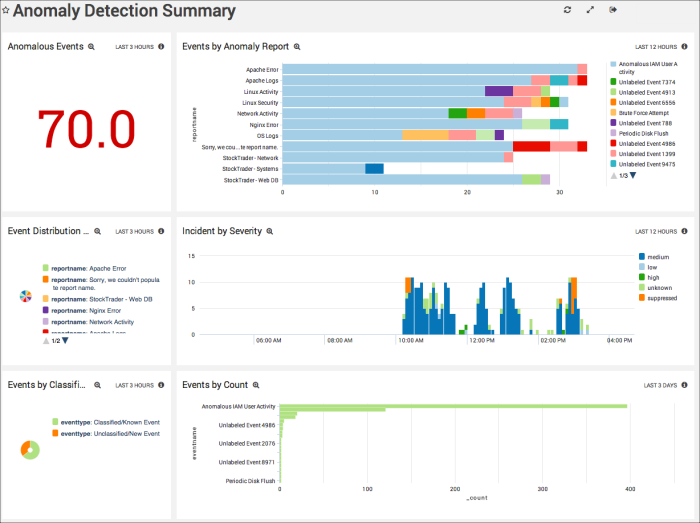 Anomaly Detection Summary
Anomalous Events
LAST 3 HOURS
70.0
Events by Anomaly Report
LAST 12 HOURS
reportname
Apache Error
Apache Logs
Linux Activity
Linux Security
Network Activity
Nginx Error
OS Logs
Sorry, we cou...te report name.
StockTrader - Network
StockTrader - Systems
StockTrader - Web DB
0
10
20
30
Anomalous IAM User A
ctivity
Unlabeled Event 7374
Unlabeled Event 4913
Unlabeled Event 6556
Brute Force Attempt
Unlabeled Event 788
Periodic Disk Flush
Unlabeled Event 4986
Unlabeled Event 1399
Unlabeled Event 9475
1/3
Event Distribution ...
LAST 3 HOURS
reportname: Apache Error
reportname: Sorry, we couldn't popula
te report name.
reportname: StockTrader - Web DB
reportname: Nginx Error
reportname: Network Activity
reportname: Apache Logs
1/2
Incident by Severity
LAST 12 HOURS
15
10
5
0
06:00 AM
08:00 AM
10:00 AM
12:00 PM
02:00 PM
04:00 PM
medium
low
high
unknown
suppressed
Events by Classifi...
LAST 3 HOURS
eventtype: Classified/Known Event
eventtype: Unclassified/New Event
Events by Count
LAST 3 DAYS
eventname
Anomalous IAM User Activity
Unlabeled Event 4986
Unlabeled Event 2076
Unlabeled Event 8971
Periodic Disk Flush
0
100
200
300
400
_count